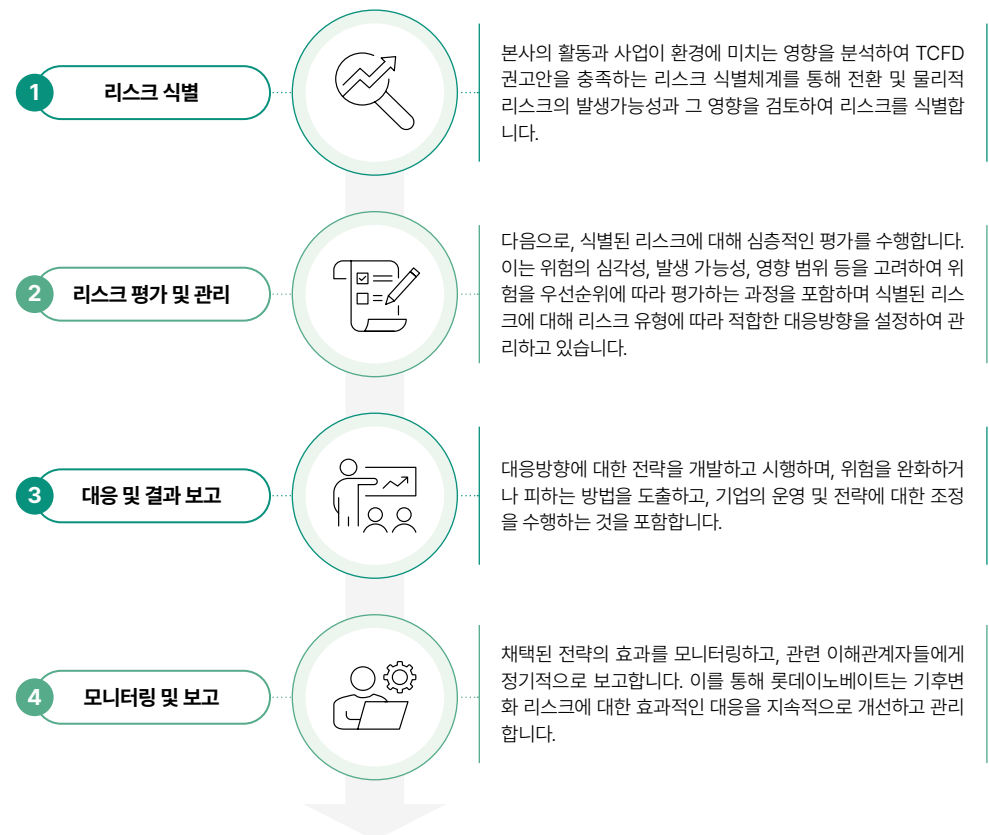 1
리스크 식별
본사의 활동과 사업이 환경에 미치는 영향을 분석하여 TCFD
권고안을 충족하는 리스크 식별체계를 통해 전환 및 물리적
리스크의 발생가능성과 그 영향을 검토하여 리스크를 식별합
니다.
2
리스크 평가 및 관리
다음으로, 식별된 리스크에 대해 심층적인 평가를 수행합니다.
이는 위험의 심각성, 발생 가능성, 영향 범위 등을 고려하여 위
험을 우선순위에 따라 평가하는 과정을 포함하며 식별된 리스
크에 대해 리스크 유형에 따라 적합한 대응방향을 설정하여 관
리하고 있습니다.
3
대응 및 결과 보고
대응방향에 대한 전략을 개발하고 시행하며, 위험을 완화하거
나 피하는 방법을 도출하고, 기업의 운영 및 전략에 대한 조정
을 수행하는 것을 포함합니다.
4
모니터링 및 보고
채택된 전략의 효과를 모니터링하고, 관련 이해관계자들에게
정기적으로 보고합니다. 이를 통해 롯데이노베이트는 기후변
화 리스크에 대한 효과적인 대응을 지속적으로 개선하고 관리
합니다.